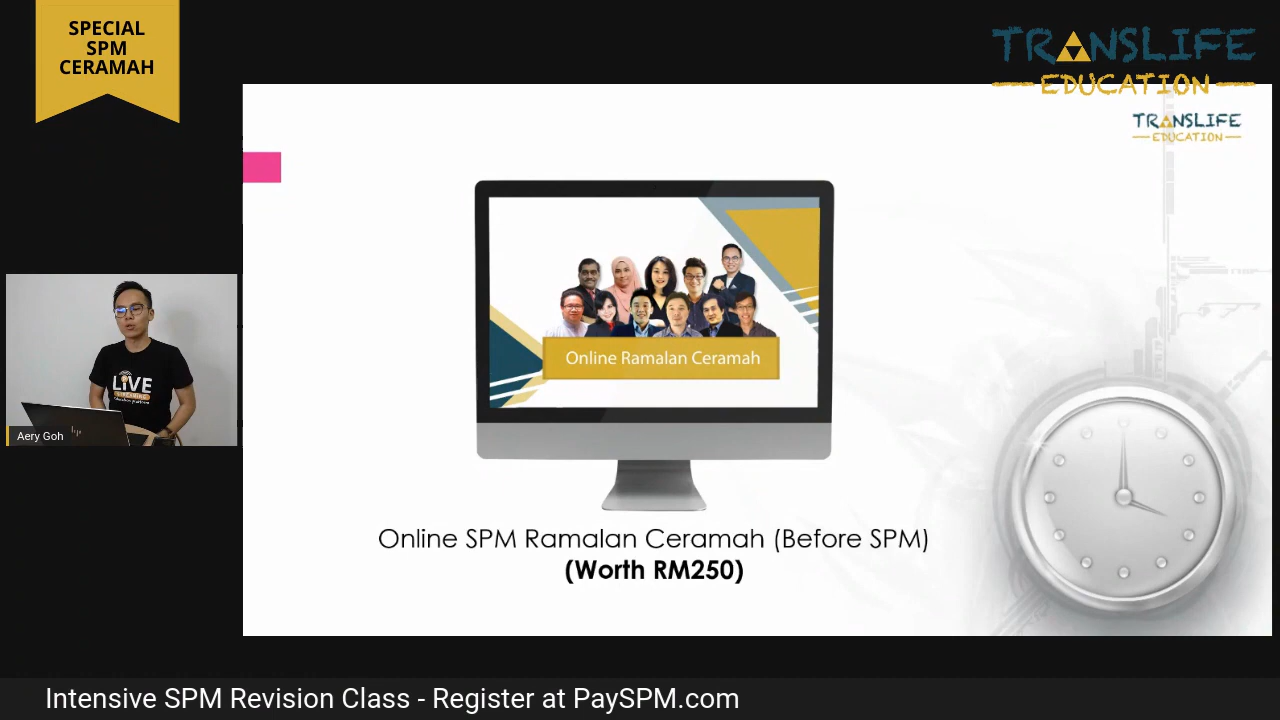 SPECIAL
SPM
CERAMAH
TRANSLIFE
EDUCATION
TRANSLIFE
EDUCATION
Online Ramalan Ceramah
LIVE
STREAMING
Aery Goh
Online SPM Ramalan Ceramah (Before SPM)
(Worth RM250)
Intensive SPM Revision Class - Register at PaySPM.com